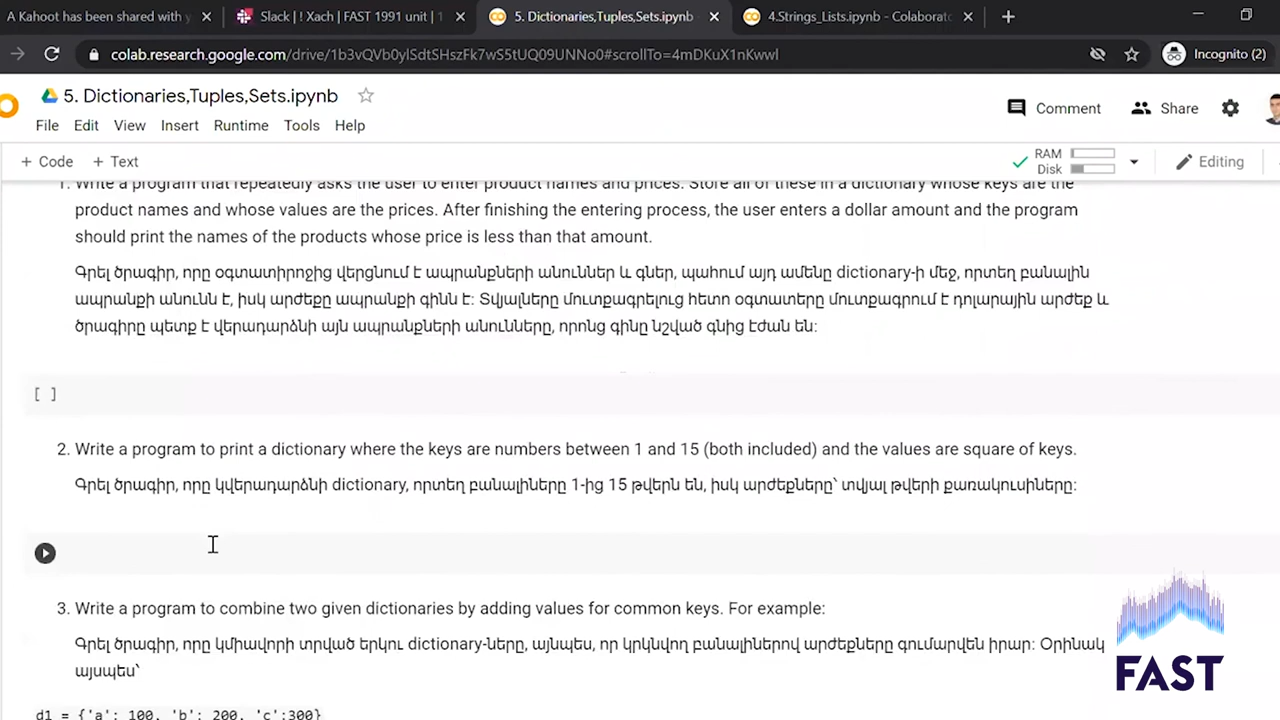 A Kahoot has been shared with y
Slack | ! Xach | FAST 1991 unit | 1
5. Dictionaries,Tuples,Sets.ipynb
4.Strings_Lists.ipynb - Colaborato
colab.research.google.com/drive/1b3vQVb0ylSdtSHszFk7wS5tUQ09UNNo0#scrollTo=4mDKuX1nKwwl
Incognito (2)
5. Dictionaries,Tuples,Sets.ipynb
Comment
Share
File Edit View Insert Runtime Tools Help
+ Code + Text
RAM
Disk
Editing
1. Write a program that repeatedly asks the user to enter product names and prices. Store all of these in a dictionary whose keys are the
product names and whose values are the prices. After finishing the entering process, the user enters a dollar amount and the program
should print the names of the products whose price is less than that amount.
Գրել ծրագիր, որը օգտատիրոջից վերցնում է ապրանքների անուններ և գներ, պահում այդ ամենը dictionary-ի մեջ, որտեղ բանալին
ապրանքի անունն է, իսկ արժեքը ապրանքի գինն է: Տվյալները մուտքագրելուց հետո օգտատերը մուտքագրում է դոլարային արժեք և
ծրագիրը պետք է վերադարձնի այն ապրանքների անունները, որոնց գինը նշված գնից էժան են:
[ ]
2. Write a program to print a dictionary where the keys are numbers between 1 and 15 (both included) and the values are square of keys.
Գրել ծրագիր, որը կվերադարձնի dictionary, որտեղ բանալիները 1-ից 15 թվերն են, իսկ արժեքները՝ տվյալ թվերի քառակուսիները:
3. Write a program to combine two given dictionaries by adding values for common keys. For example:
Գրել ծրագիր, որը կմիավորի տրված երկու dictionary-ները, այնպես, որ կրկնվող բանալիներով արժեքները գումարվեն իրար: Օրինակ
այսպես՝
d1 = {'a': 100, 'b': 200, 'c':300}
FAST